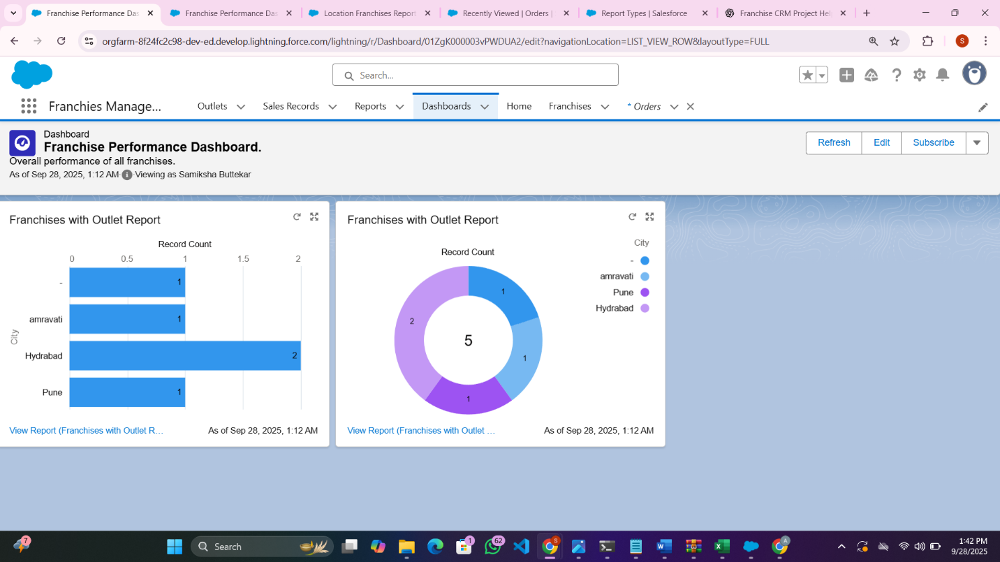 Franchise Performance Das
Franchise Performance Das
Location Franchises Report
Recently Viewed | Orders |
Report Types | Salesforce
Franchise CRM Project Hel
orgfarm-8f24fc2c98-dev-ed.develop.lightning.force.com/lightning/r/Dashboard/01ZgK000003vPWDUA2/edit?navigationLocation=LIST_VIEW_ROW&layoutType=FULL
S
Search...
Franchies Manage...
Outlets
Sales Records
Reports
Dashboards
Home
Franchises
* Orders
Dashboard
Franchise Performance Dashboard.
Overall performance of all franchises.
As of Sep 28, 2025, 1:12 AM·Viewing as Samiksha Buttekar
Refresh
Edit
Subscribe
Franchises with Outlet Report
Record Count
0 0.5 1 1.5 2
City
- 1
amravati 1
Hydrabad 2
Pune 1
View Report (Franchises with Outlet R...
As of Sep 28, 2025, 1:12 AM
Franchises with Outlet Report
Record Count
City
-
amravati
Pune
Hydrabad
1
2
5
1
1
View Report (Franchises with Outlet ...
As of Sep 28, 2025, 1:12 AM
7
Search
1
62
S
A
1:42 PM
9/28/2025